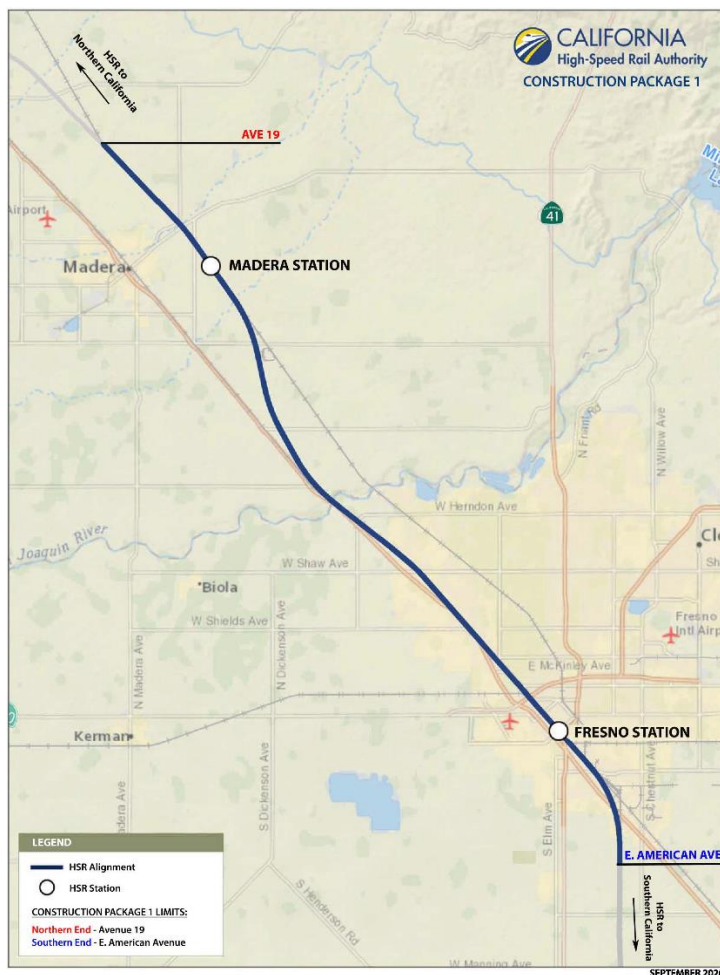 HSR to
Northern California
CALIFORNIA
High-Speed Rail Authority
CONSTRUCTION PACKAGE 1
AVE 19
41
Airport
Madera
MADERA STATION
N Friant Rd
N Willow Ave
W Herndon Ave
Joaquin River
W Shaw Ave
Biola
W Shields Ave
N Dickenson Ave
N Madera Ave
Fresno
Intl Airp
E McKinley Ave
FRESNO STATION
Kerman
S Chestnut Ave
S Dickenson Ave
S Elm Ave
E. AMERICAN AVE
S Henderson Rd
W Manning Ave
HSR to
Southern California
LEGEND
HSR Alignment
HSR Station
CONSTRUCTION PACKAGE 1 LIMITS:
Northern End - Avenue 19
Southern End - E. American Avenue